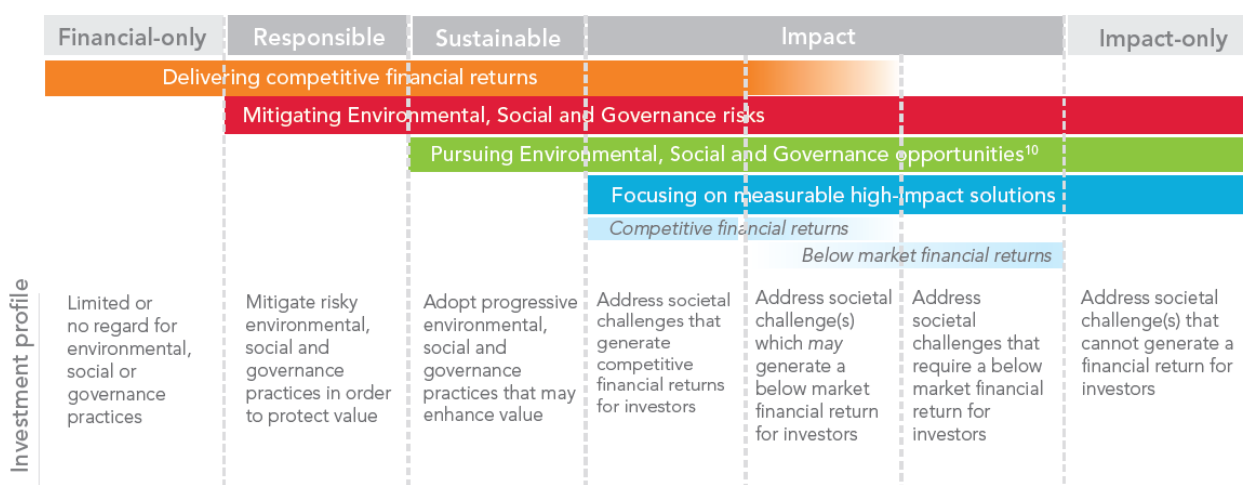 Financial-only
Responsible
Sustainable
Impact
Impact-only
Delivering competitive financial returns
Mitigating Environmental, Social and Governance risks
Pursuing Environmental, Social and Governance opportunities¹⁰
Focusing on measurable high-impact solutions
Competitive financial returns
Below market financial returns
Investment profile
Limited or
no regard for
environmental,
social or
governance
practices
Mitigate risky
environmental,
social and
governance
practices in order
to protect value
Adopt progressive
environmental,
social and
governance
practices that may
enhance value
Address societal
challenges that
generate
competitive
financial returns
for investors
Address societal
challenge(s)
which may
generate a
below market
financial return
for investors
Address
societal
challenges that
require a below
market financial
return for
investors
Address societal
challenge(s) that
cannot generate a
financial return for
investors